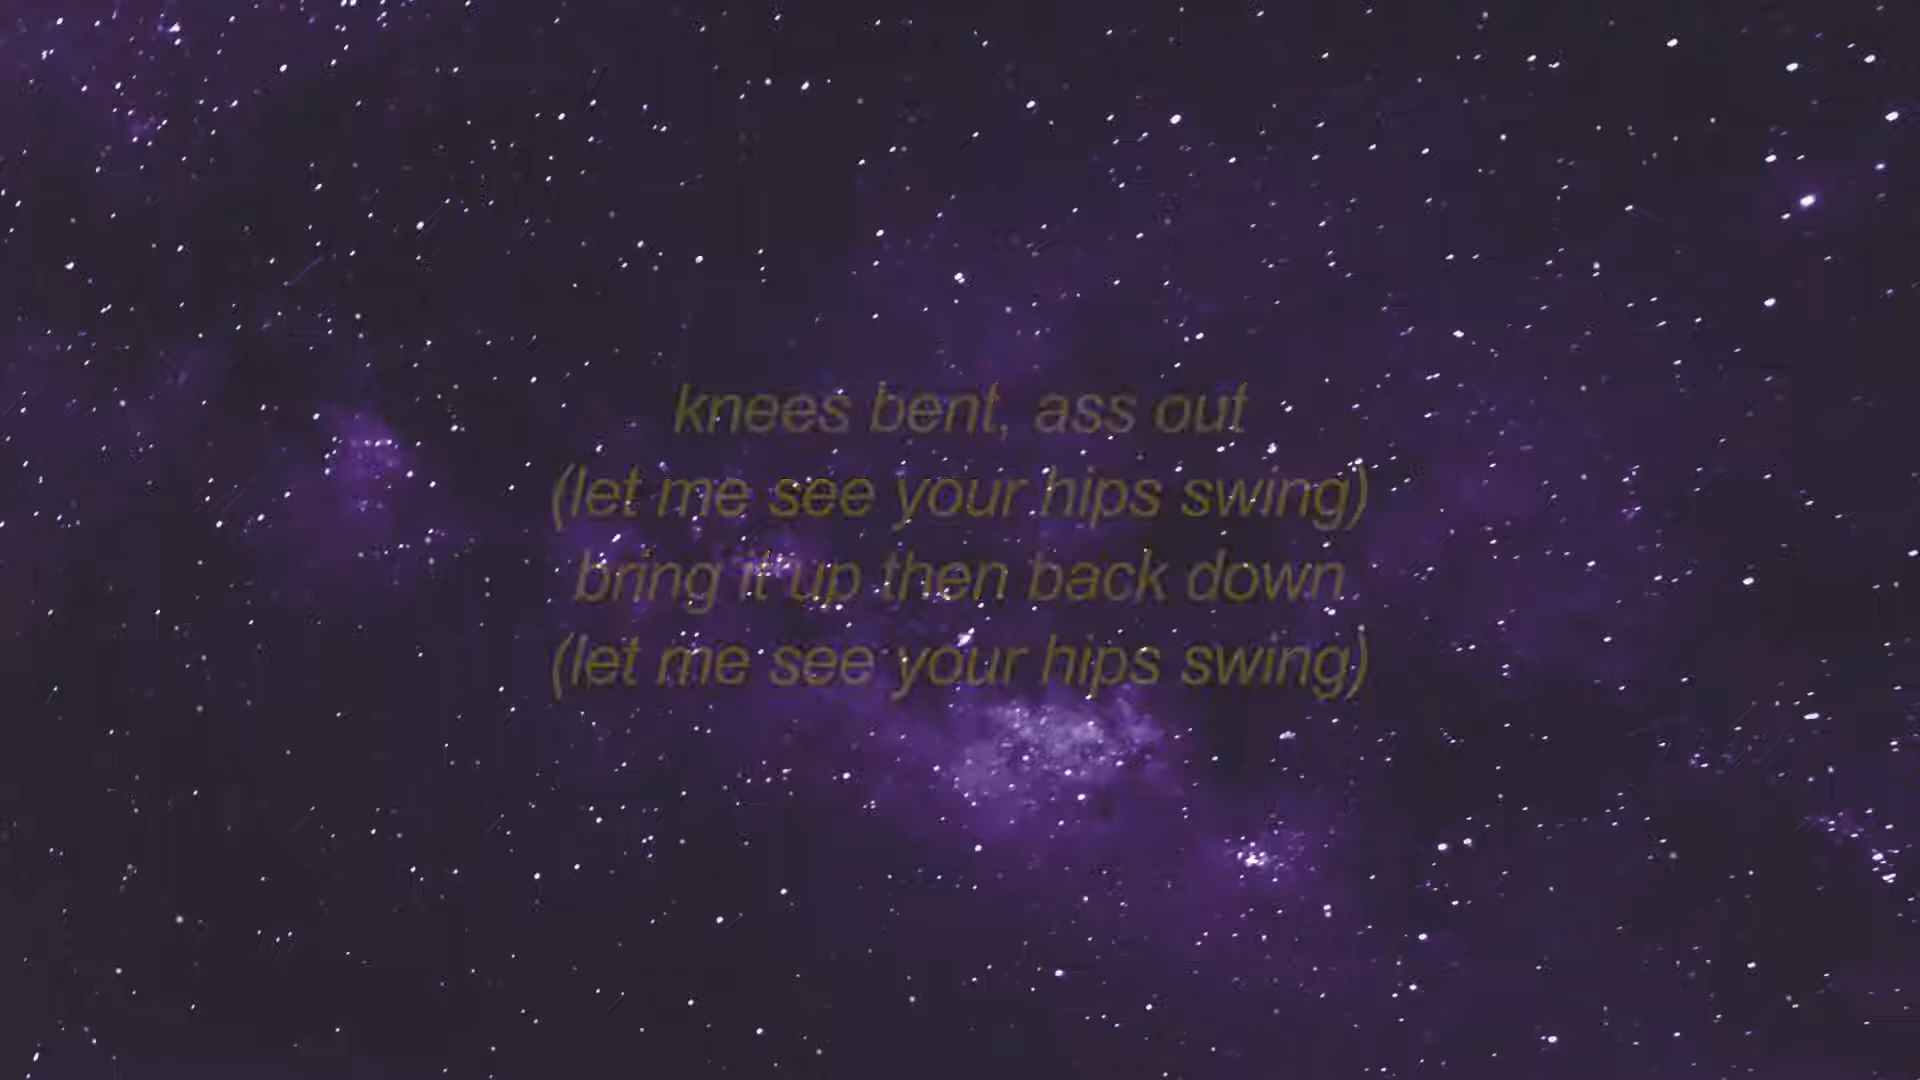 knees bent, ass out
(let me see your hips swing)
bring it up then back down
(let me see your hips swing)